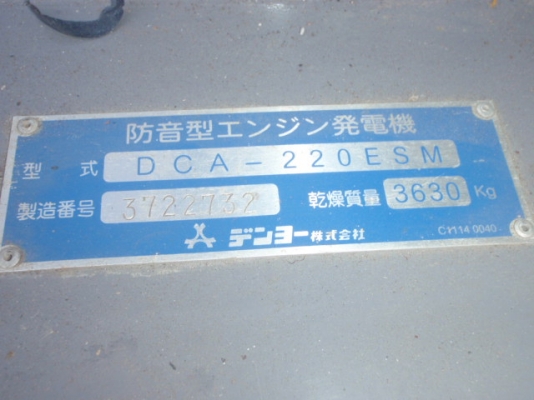 防音型エンジン発電機
型 式 DCA-220ESM
製造番号 3722732 乾燥質量 3630 Kg
デンヨー株式会社